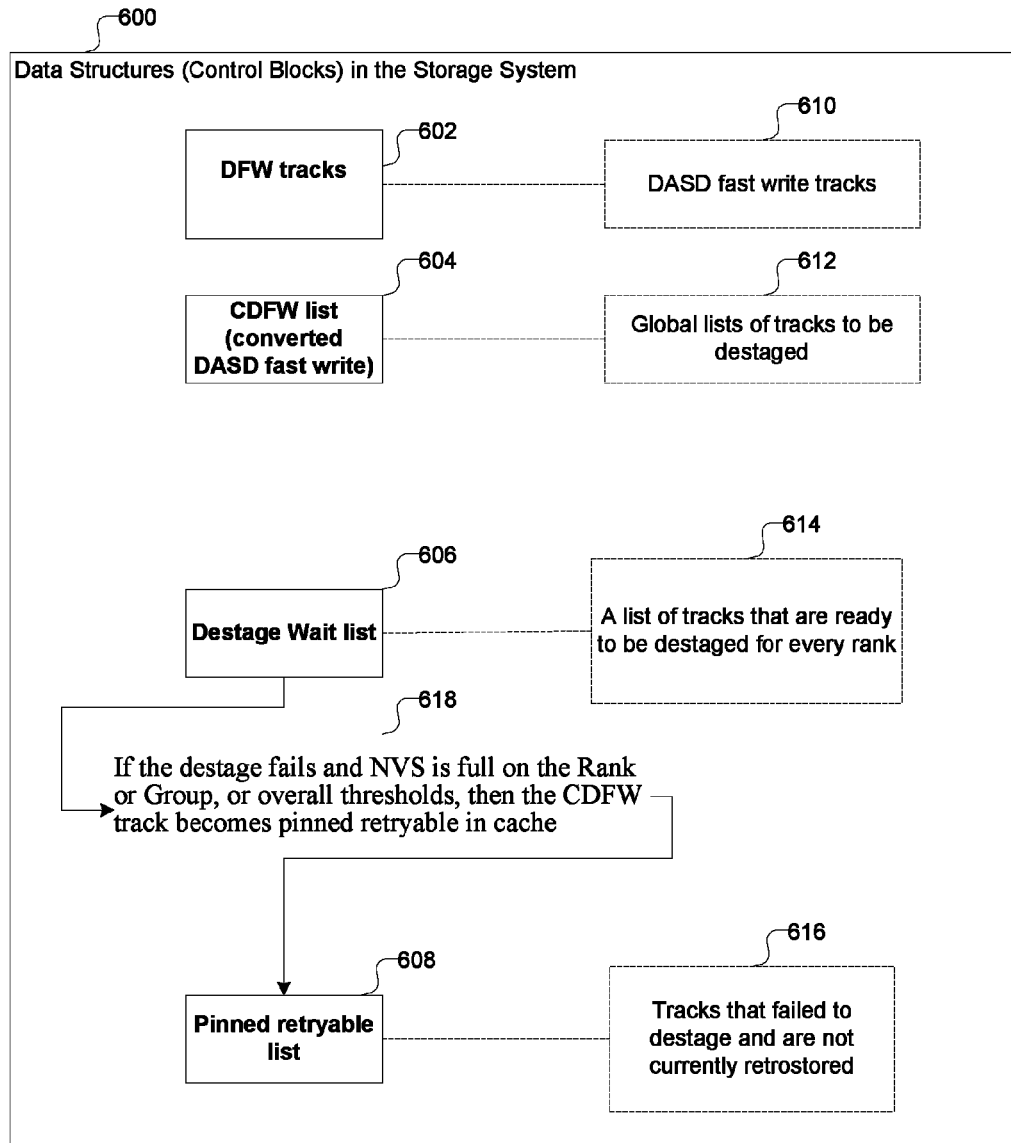 600
Data Structures (Control Blocks) in the Storage System
602
DFW tracks
610
DASD fast write tracks
604
CDFW list
(converted
DASD fast write)
612
Global lists of tracks to be
destaged
606
Destage Wait list
614
A list of tracks that are ready
to be destaged for every rank
618
If the destage fails and NVS is full on the Rank
or Group, or overall thresholds, then the CDFW
track becomes pinned retryable in cache
608
Pinned retryable
list
616
Tracks that failed to
destage and are not
currently retrostored